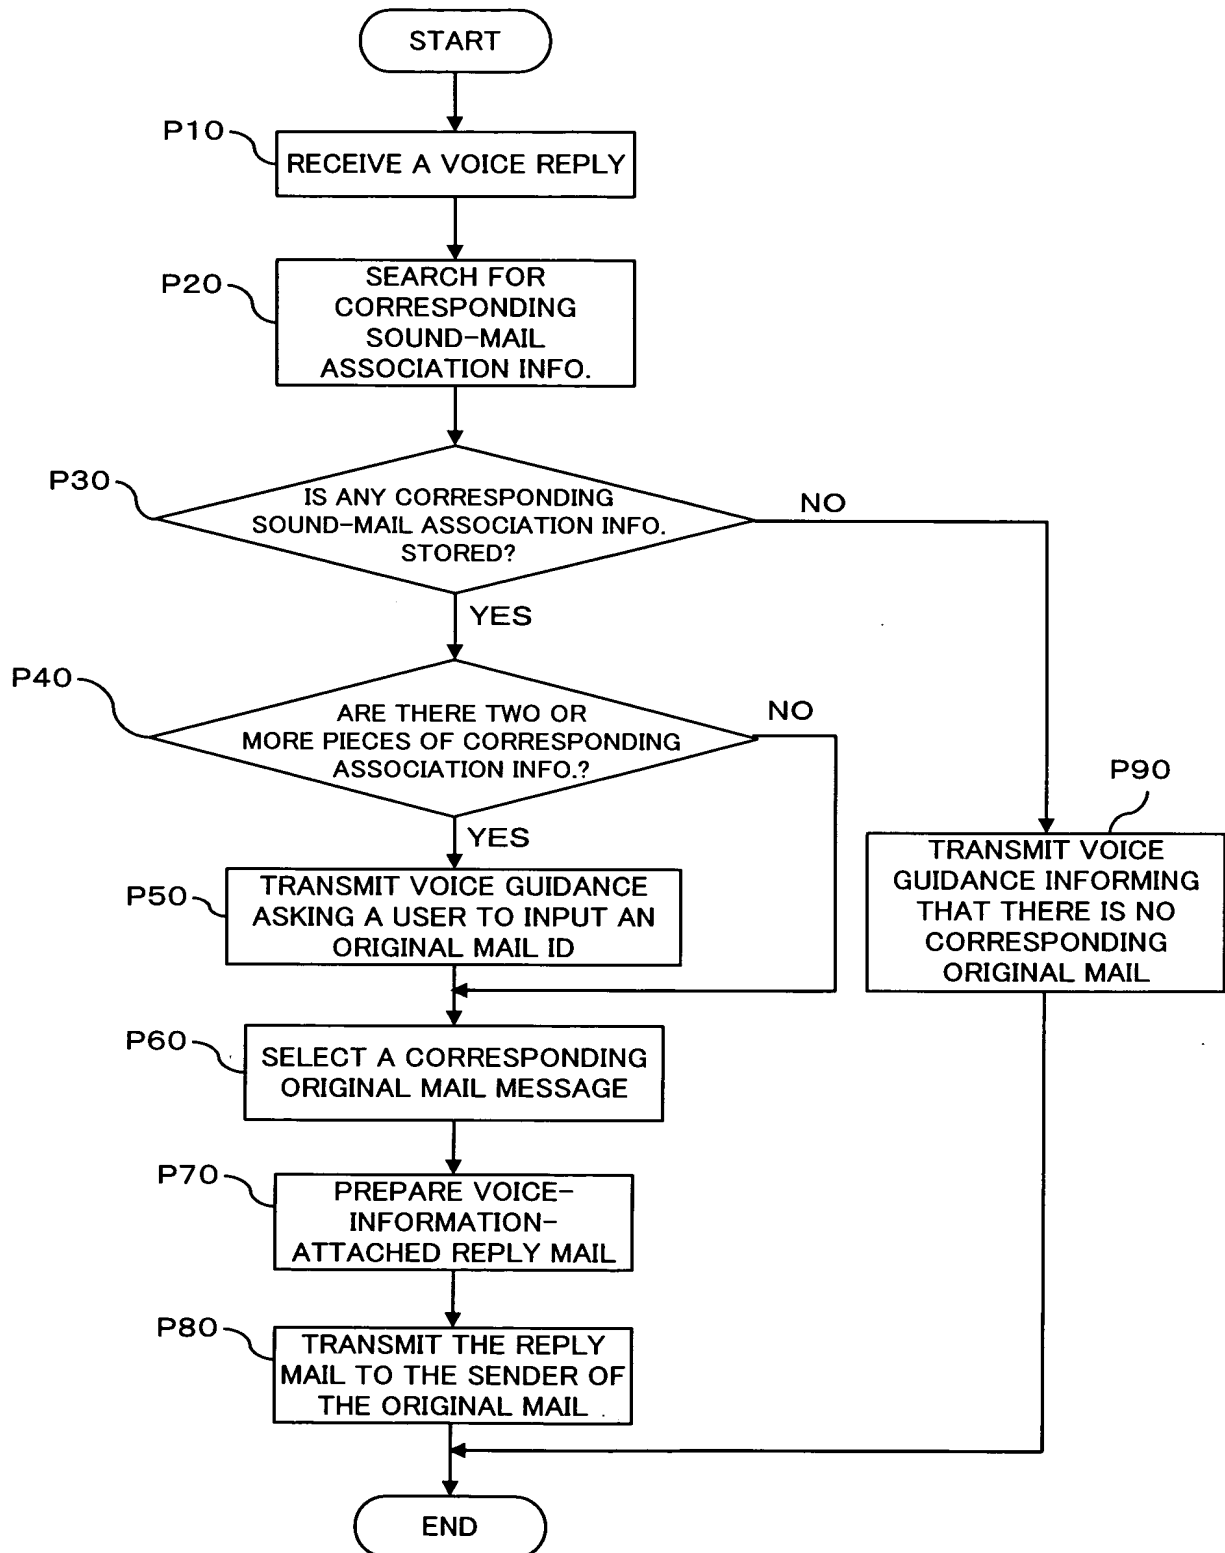 START
P10
RECEIVE A VOICE REPLY
P20
SEARCH FOR
CORRESPONDING
SOUND-MAIL
ASSOCIATION INFO.
P30
IS ANY CORRESPONDING
SOUND-MAIL ASSOCIATION INFO.
STORED?
NO
YES
P40
ARE THERE TWO OR
MORE PIECES OF CORRESPONDING
ASSOCIATION INFO.?
NO
YES
P90
TRANSMIT VOICE
GUIDANCE INFORMING
THAT THERE IS NO
CORRESPONDING
ORIGINAL MAIL
P50
TRANSMIT VOICE GUIDANCE
ASKING A USER TO INPUT AN
ORIGINAL MAIL ID
P60
SELECT A CORRESPONDING
ORIGINAL MAIL MESSAGE
P70
PREPARE VOICE-
INFORMATION-
ATTACHED REPLY MAIL
P80
TRANSMIT THE REPLY
MAIL TO THE SENDER OF
THE ORIGINAL MAIL
END